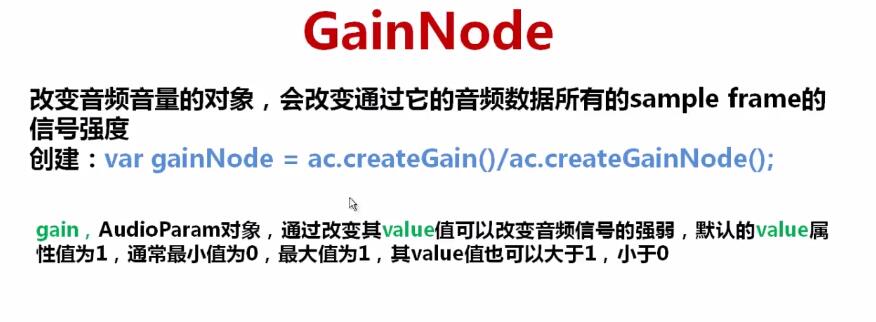 GainNode
改变音频音量的对象，会改变通过它的音频数据所有的sample frame的
信号强度
创建：var gainNode = ac.createGain()/ac.createGainNode();
gain，AudioParam对象，通过改变其value值可以改变音频信号的强弱，默认的value属
性值为1，通常最小值为0，最大值为1，其value值也可以大于1，小于0